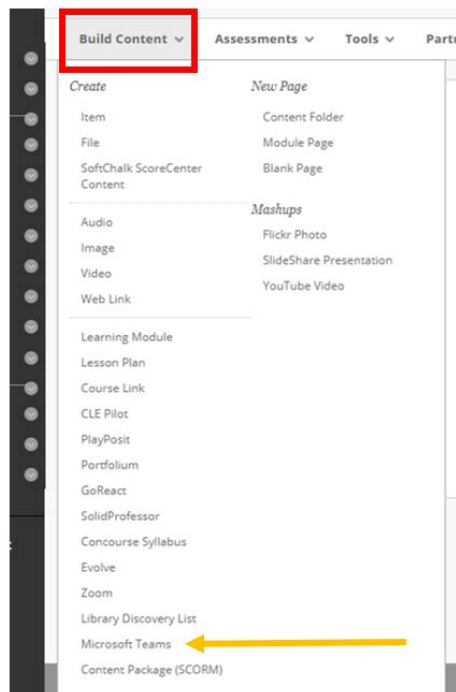 Build Content Assessments Tools
Create
Item
File
SoftChalk ScoreCenter
Content
Audio
Image
Video
Web Link
Learning Module
Lesson Plan
Course Link
CLE Pilot
PlayPosit
Portfolium
GoReact
SolidProfessor
Concourse Syllabus
Evolve
Zoom
Library Discovery List
Microsoft Teams
Content Package (SCORM)
New Page
Content Folder
Module Page
Blank Page
Mashups
Flickr Photo
SlideShare Presentation
YouTube Video